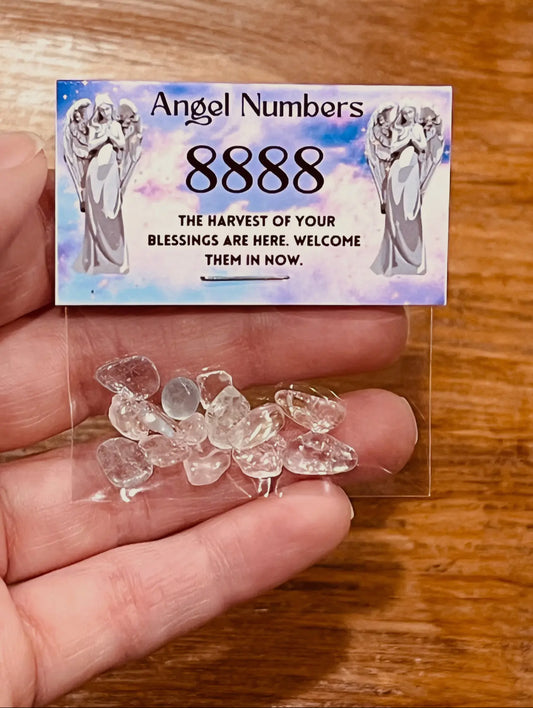 Angel Numbers
8888
THE HARVEST OF YOUR
BLESSINGS ARE HERE. WELCOME
THEM IN NOW.